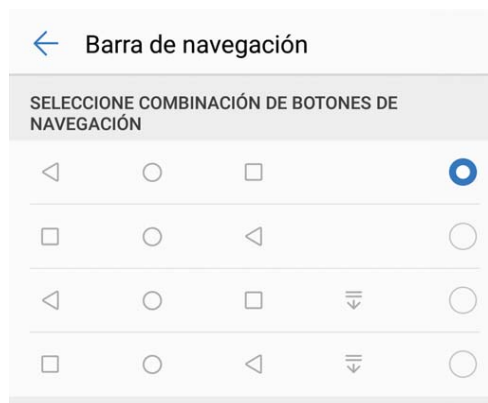 Barra de navegación
SELECCIONE COMBINACIÓN DE BOTONES DE
NAVEGACIÓN